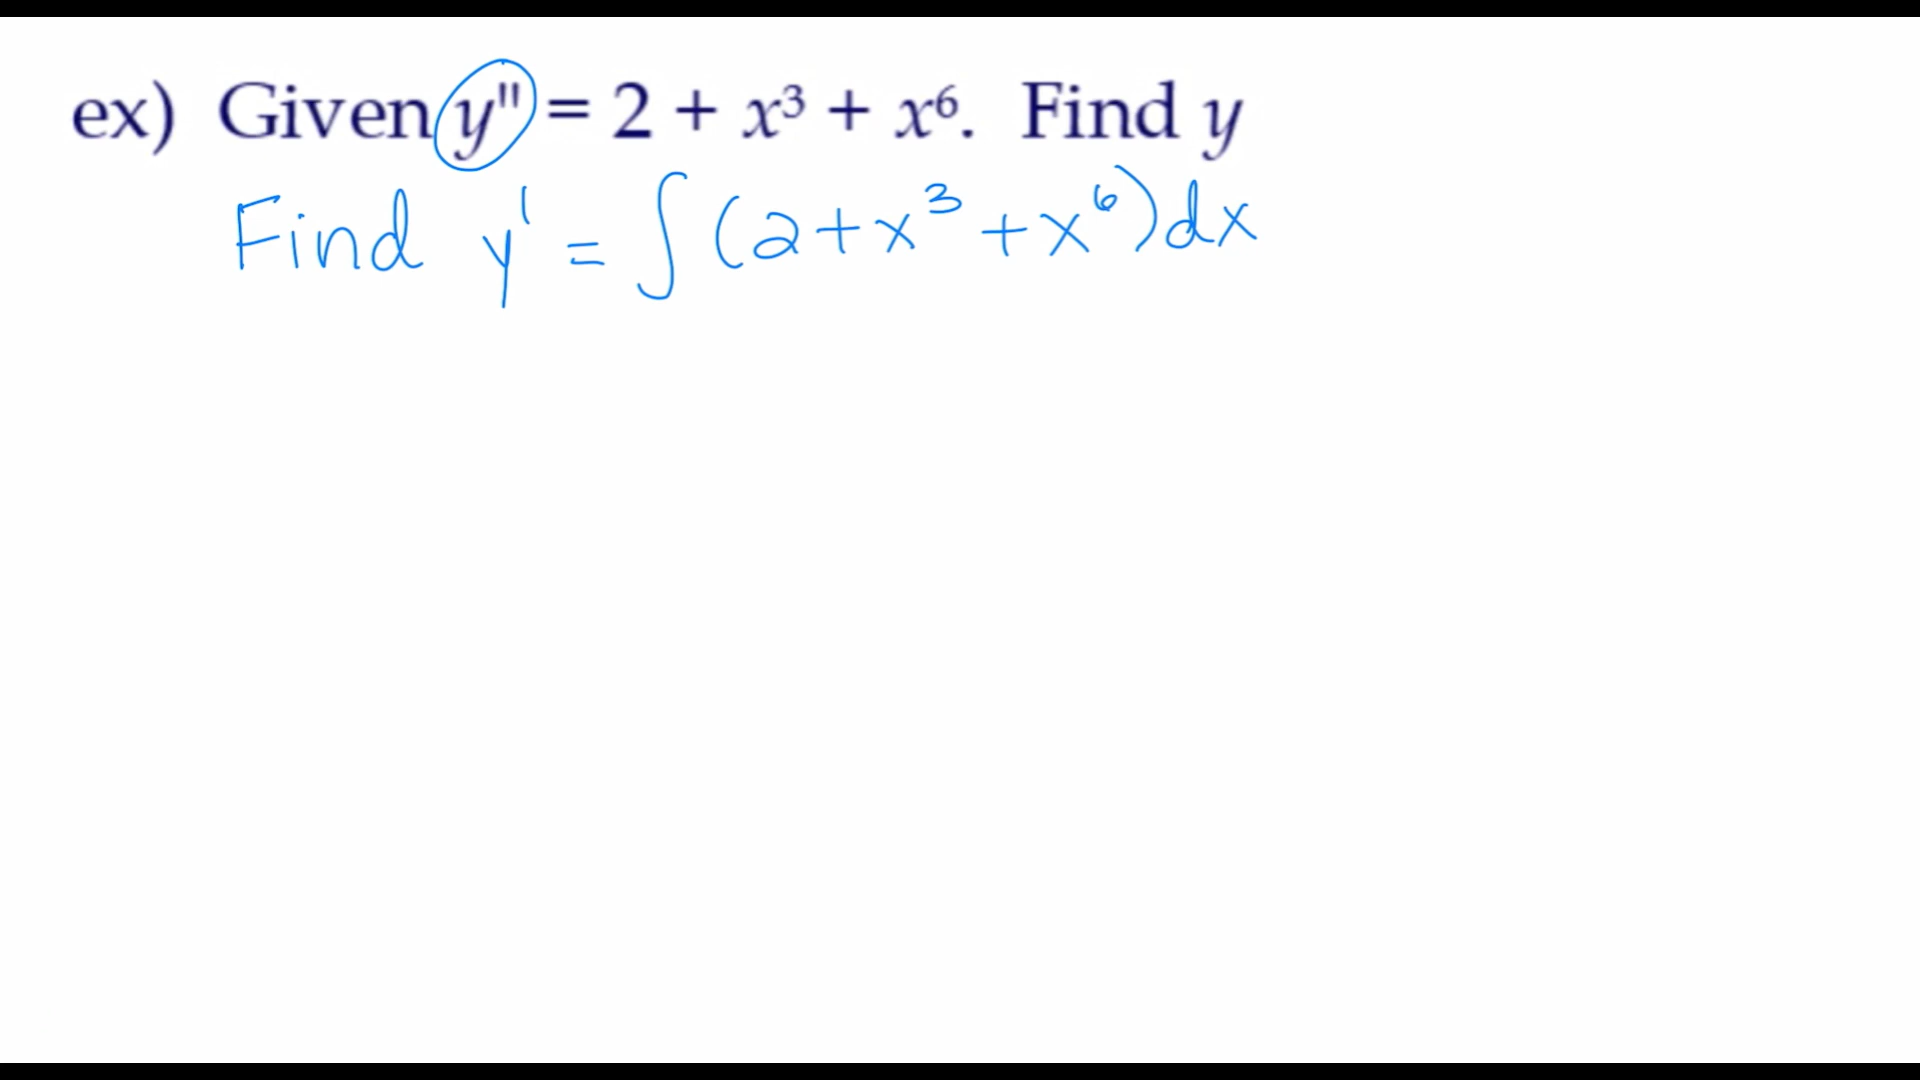 ex) Given y" = 2 + x³ + x⁶. Find y
Find y' = ∫(2+x³+x⁶)dx